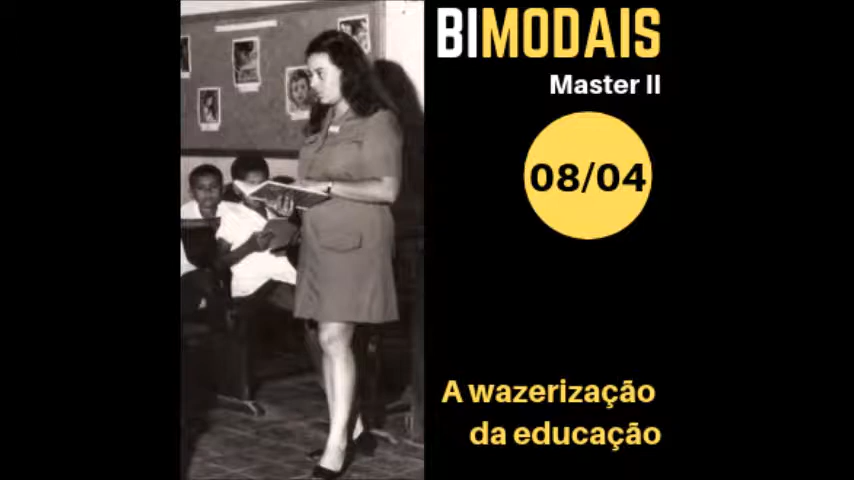 BIMODAIS
Master II
08/04
A wazerização
da educação